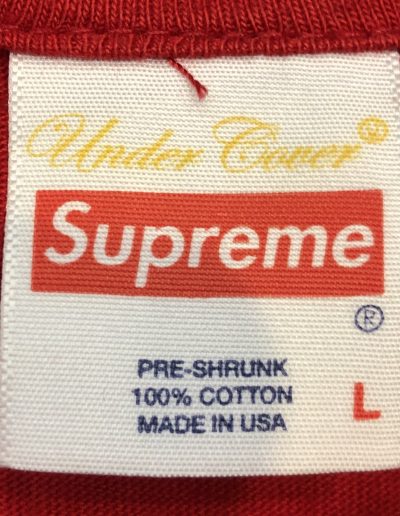 Under Cover
Supreme
®
PRE-SHRUNK
100% COTTON
MADE IN USA
L